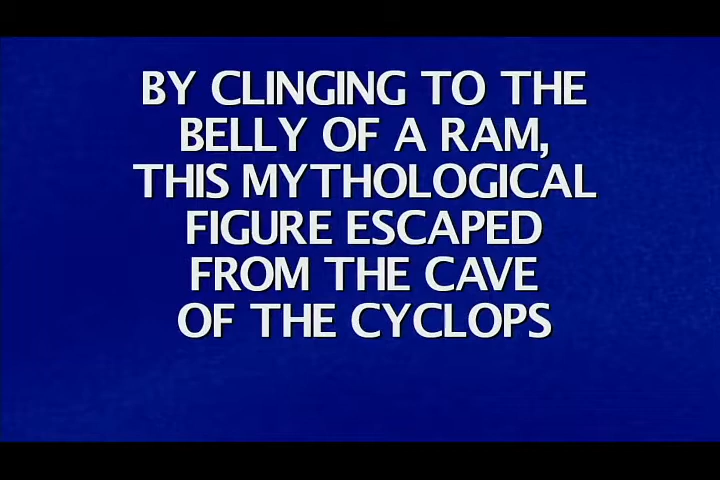 BY CLINGING TO THE
BELLY OF A RAM,
THIS MYTHOLOGICAL
FIGURE ESCAPED
FROM THE CAVE
OF THE CYCLOPS